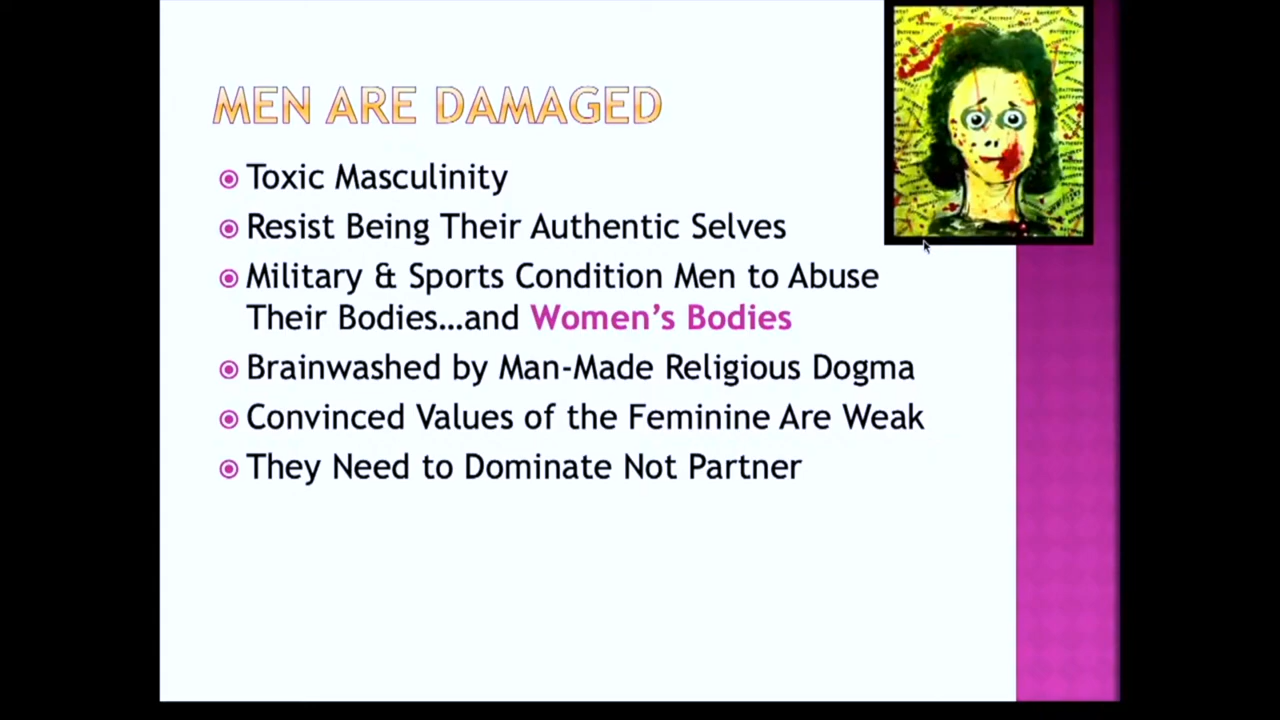 MEN ARE DAMAGED
Toxic Masculinity
Resist Being Their Authentic Selves
Military & Sports Condition Men to Abuse
Their Bodies…and Women's Bodies
Brainwashed by Man-Made Religious Dogma
Convinced Values of the Feminine Are Weak
They Need to Dominate Not Partner